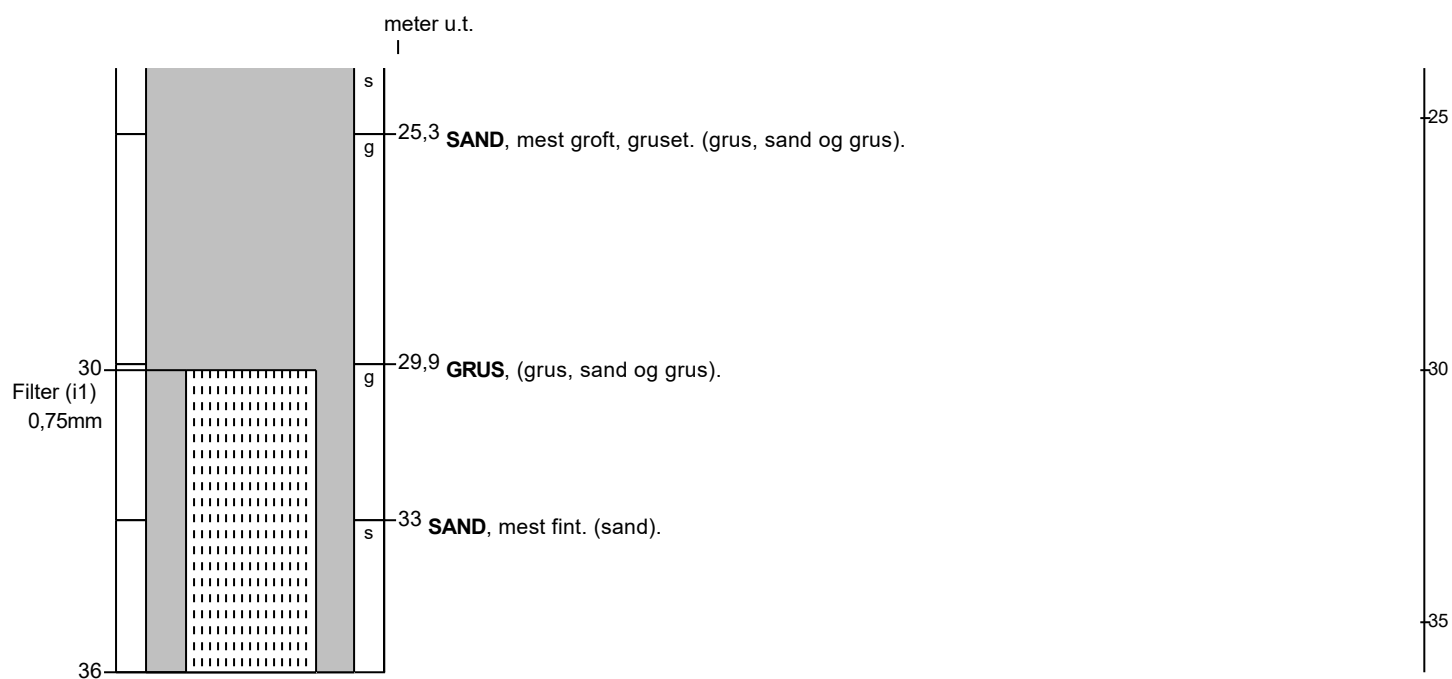 meter u.t.
s
25
25,3 SAND, mest groft, gruset. (grus, sand og grus).
g
30
29,9 GRUS, (grus, sand og grus).
30
g
Filter (i1)
0,75mm
33 SAND, mest fint. (sand).
s
35
36